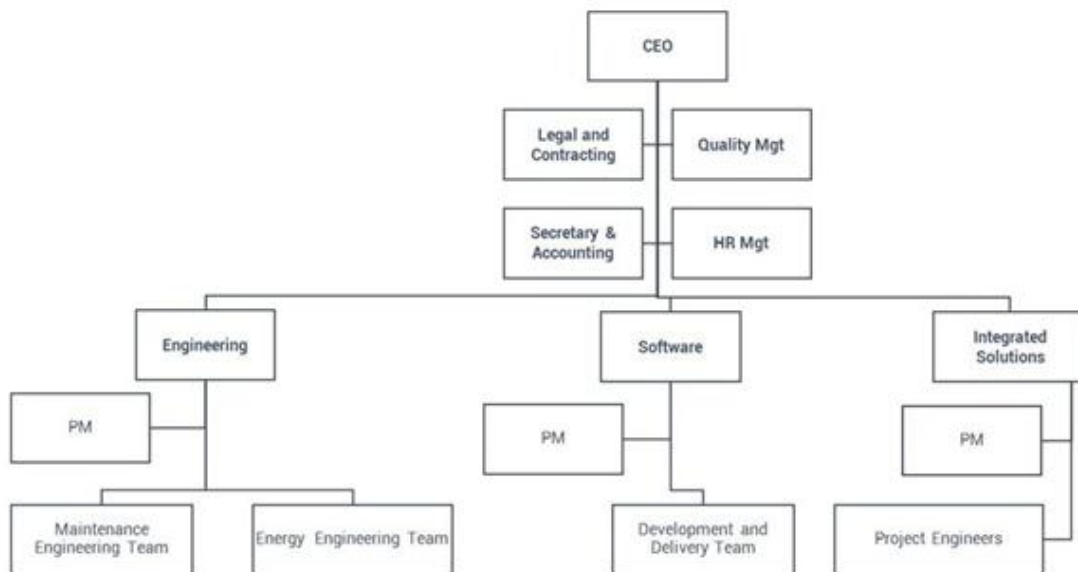 CEO
Legal and
Contracting
Quality Mgt
Secretary &
Accounting
HR Mgt
Engineering
Software
Integrated
Solutions
PM
PM
PM
Maintenance
Engineering Team
Energy Engineering Team
Development and
Delivery Team
Project Engineers